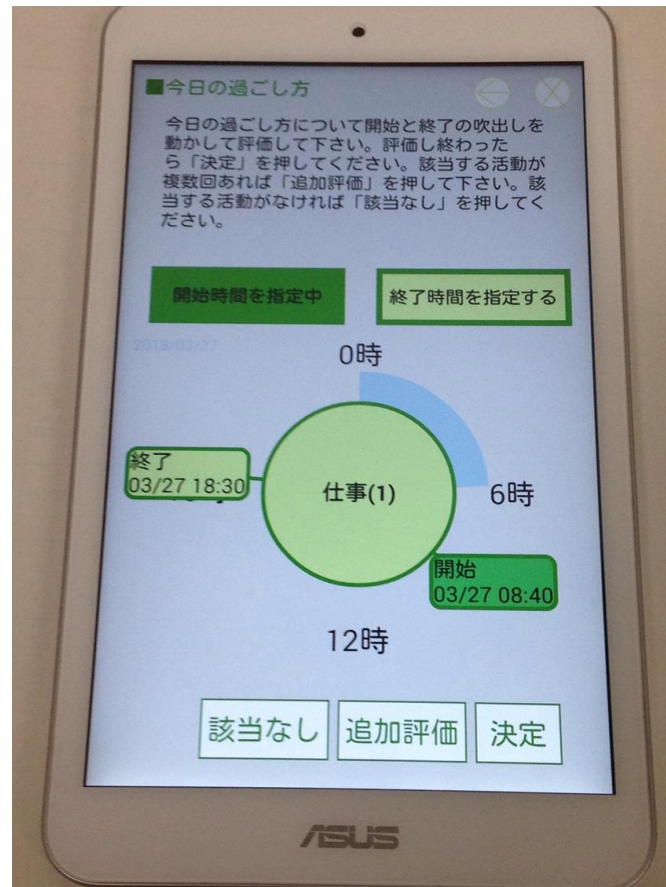 ■今日の過ごし方
今日の過ごし方について開始と終了の吹出しを
動かして評価して下さい。評価し終わった
ら「決定」を押してください。該当する活動が
複数回あれば「追加評価」を押して下さい。該
当する活動がなければ「該当なし」を押してく
ださい。
開始時間を指定中
終了時間を指定する
2018/03/27
0時
終了
03/27 18:30
仕事(1)
6時
開始
03/27 08:40
12時
該当なし
追加評価
決定
ASUS